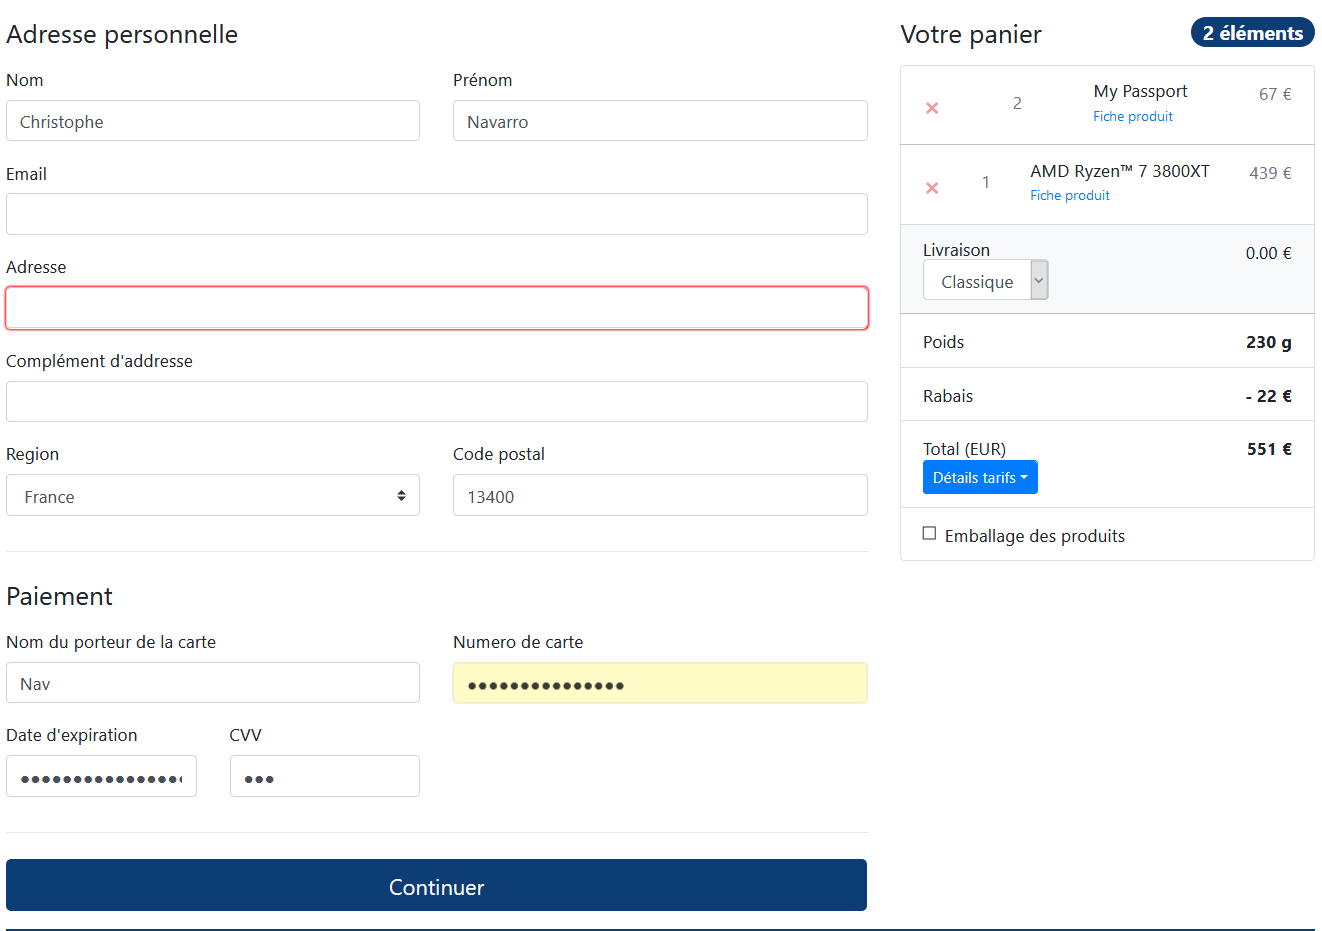 Adresse personnelle
Nom
Prénom
Christophe
Navarro
Email
Adresse
Complément d'addresse
Region
Code postal
France
13400
Paiement
Nom du porteur de la carte
Numero de carte
Nav
●●●●●●●●●●●●●●●
Date d'expiration
CVV
●●●●●●●●●●●●●●●●
●●●
Continuer
Votre panier
2 éléments
2
My Passport
67 €
Fiche produit
1
AMD Ryzen™ 7 3800XT
439 €
Fiche produit
Livraison
0.00 €
Classique
Poids
230 g
Rabais
- 22 €
Total (EUR)
551 €
Détails tarifs
Emballage des produits